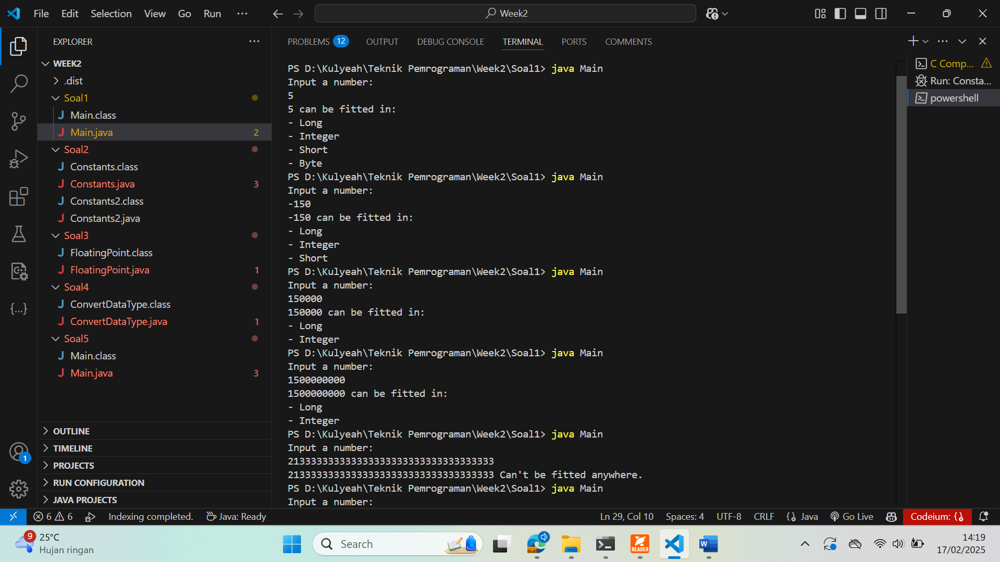 File Edit Selection View Go Run ...
Week2
EXPLORER
WEEK2
.dist
Soal1
Main.class
Main.java 2
Soal2
Constants.class
Constants.java 3
Constants2.class
Constants2.java
Soal3
FloatingPoint.class
FloatingPoint.java 1
Soal4
ConvertDataType.class
ConvertDataType.java 1
Soal5
Main.class
Main.java 3
OUTLINE
TIMELINE
PROJECTS
RUN CONFIGURATION
JAVA PROJECTS
1
PROBLEMS 12 OUTPUT DEBUG CONSOLE TERMINAL PORTS COMMENTS
PS D:\Kulyeah\Teknik Pemrograman\Week2\Soal1> java Main
Input a number:
5
5 can be fitted in:
- Long
- Integer
- Short
- Byte
PS D:\Kulyeah\Teknik Pemrograman\Week2\Soal1> java Main
Input a number:
-150
-150 can be fitted in:
- Long
- Integer
- Short
PS D:\Kulyeah\Teknik Pemrograman\Week2\Soal1> java Main
Input a number:
150000
150000 can be fitted in:
- Long
- Integer
PS D:\Kulyeah\Teknik Pemrograman\Week2\Soal1> java Main
Input a number:
1500000000
1500000000 can be fitted in:
- Long
- Integer
PS D:\Kulyeah\Teknik Pemrograman\Week2\Soal1> java Main
Input a number:
213333333333333333333333333333333333
213333333333333333333333333333333333 Can't be fitted anywhere.
PS D:\Kulyeah\Teknik Pemrograman\Week2\Soal1> java Main
Input a number:
C Comp...
Run: Consta...
powershell
6 6 Indexing completed. Java: Ready
Ln 29, Col 10 Spaces: 4 UTF-8 CRLF Java Go Live Codeium: {}
9 25°C
Hujan ringan
Search
READER
W
14:19
17/02/2025